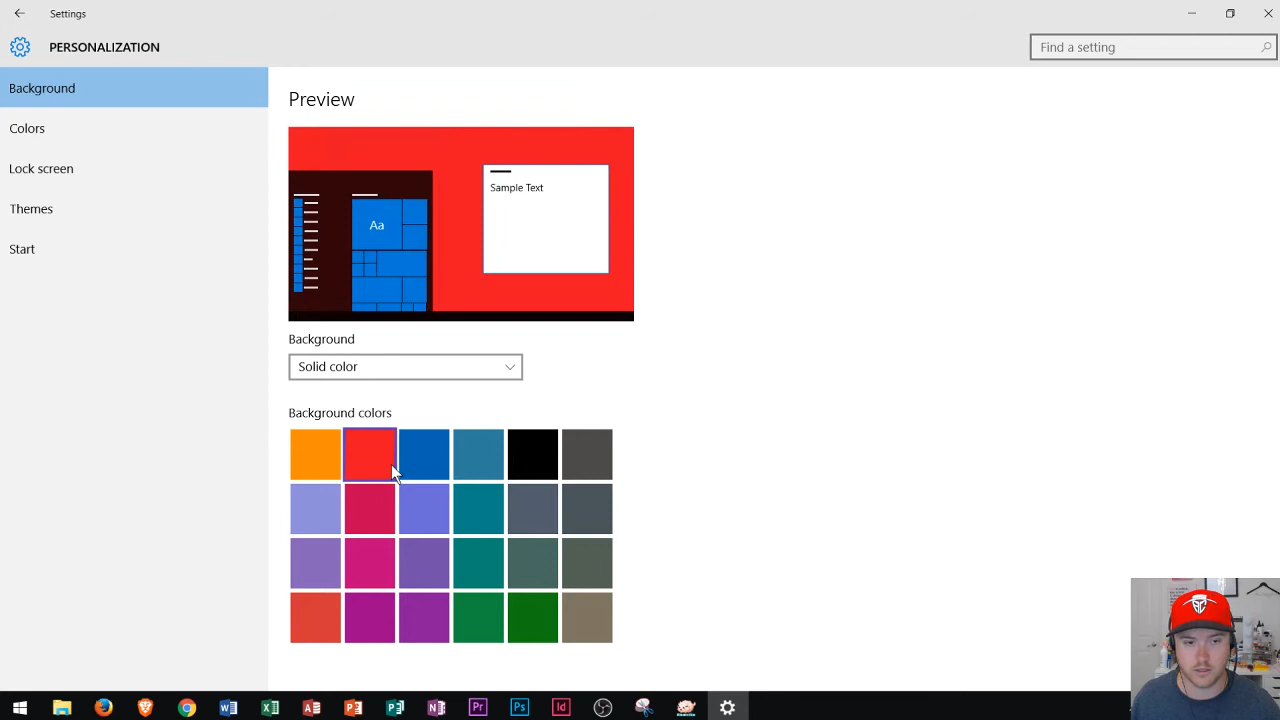 Settings
PERSONALIZATION
Find a setting
Background
Colors
Lock screen
Themes
Start
Preview
Aa
Sample Text
Background
Solid color
Background colors